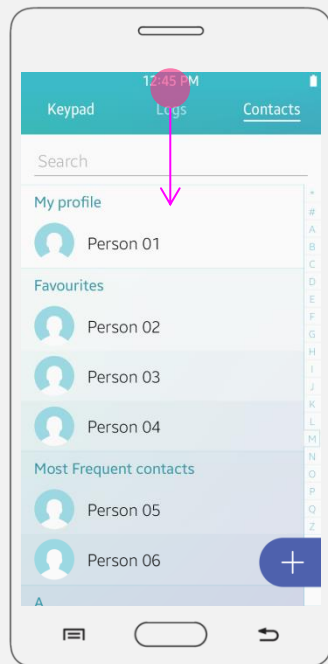 12:45 PM
Keypad Logs Contacts
Search
My profile
Person 01
Favourites
Person 02
Person 03
Person 04
Most Frequent contacts
Person 05
Person 06
A
*
#
A
B
C
D
E
F
G
H
I
J
K
L
M
N
O
P
Q
Z